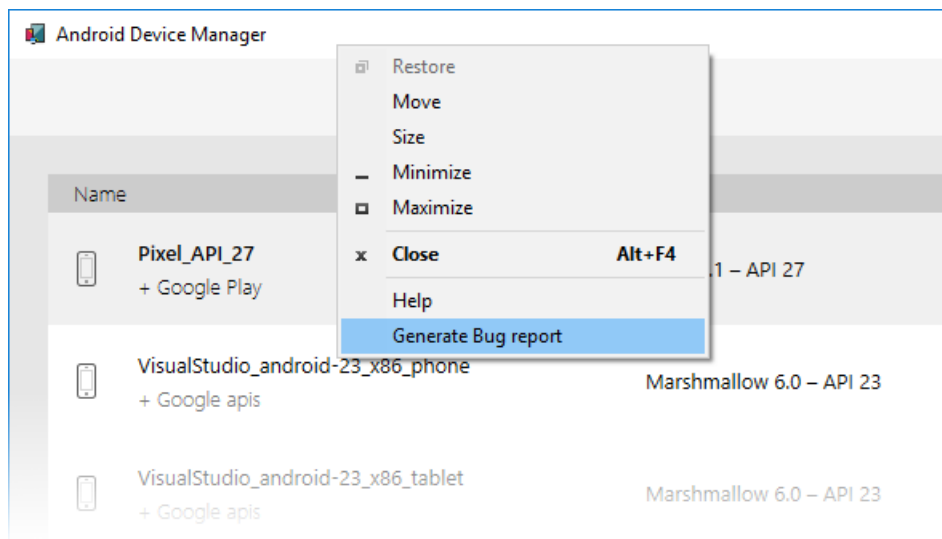 Android Device Manager
Restore
Move
Size
Minimize
Maximize
Close Alt+F4
Help
Generate Bug report
Name
Pixel_API_27
+ Google Play
.1 – API 27
VisualStudio_android-23_x86_phone
+ Google apis
Marshmallow 6.0 – API 23
VisualStudio_android-23_x86_tablet
+ Google apis
Marshmallow 6.0 – API 23